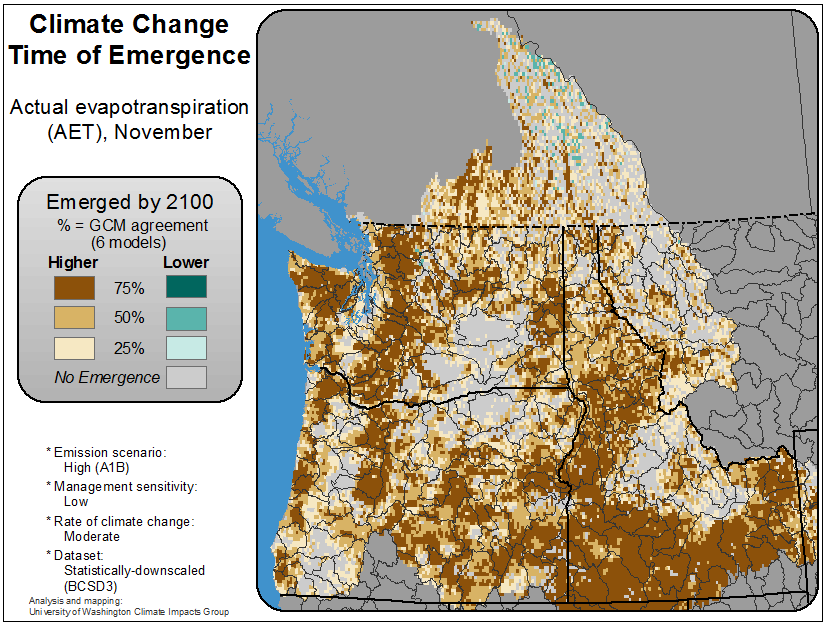 Climate Change
Time of Emergence
Actual evapotranspiration
(AET), November
Emerged by 2100
% = GCM agreement
(6 models)
Higher Lower
75%
50%
25%
No Emergence
* Emission scenario:
High (A1B)
* Management sensitivity:
Low
* Rate of climate change:
Moderate
* Dataset:
Statistically-downscaled
(BCSD3)
Analysis and mapping:
University of Washington Climate Impacts Group